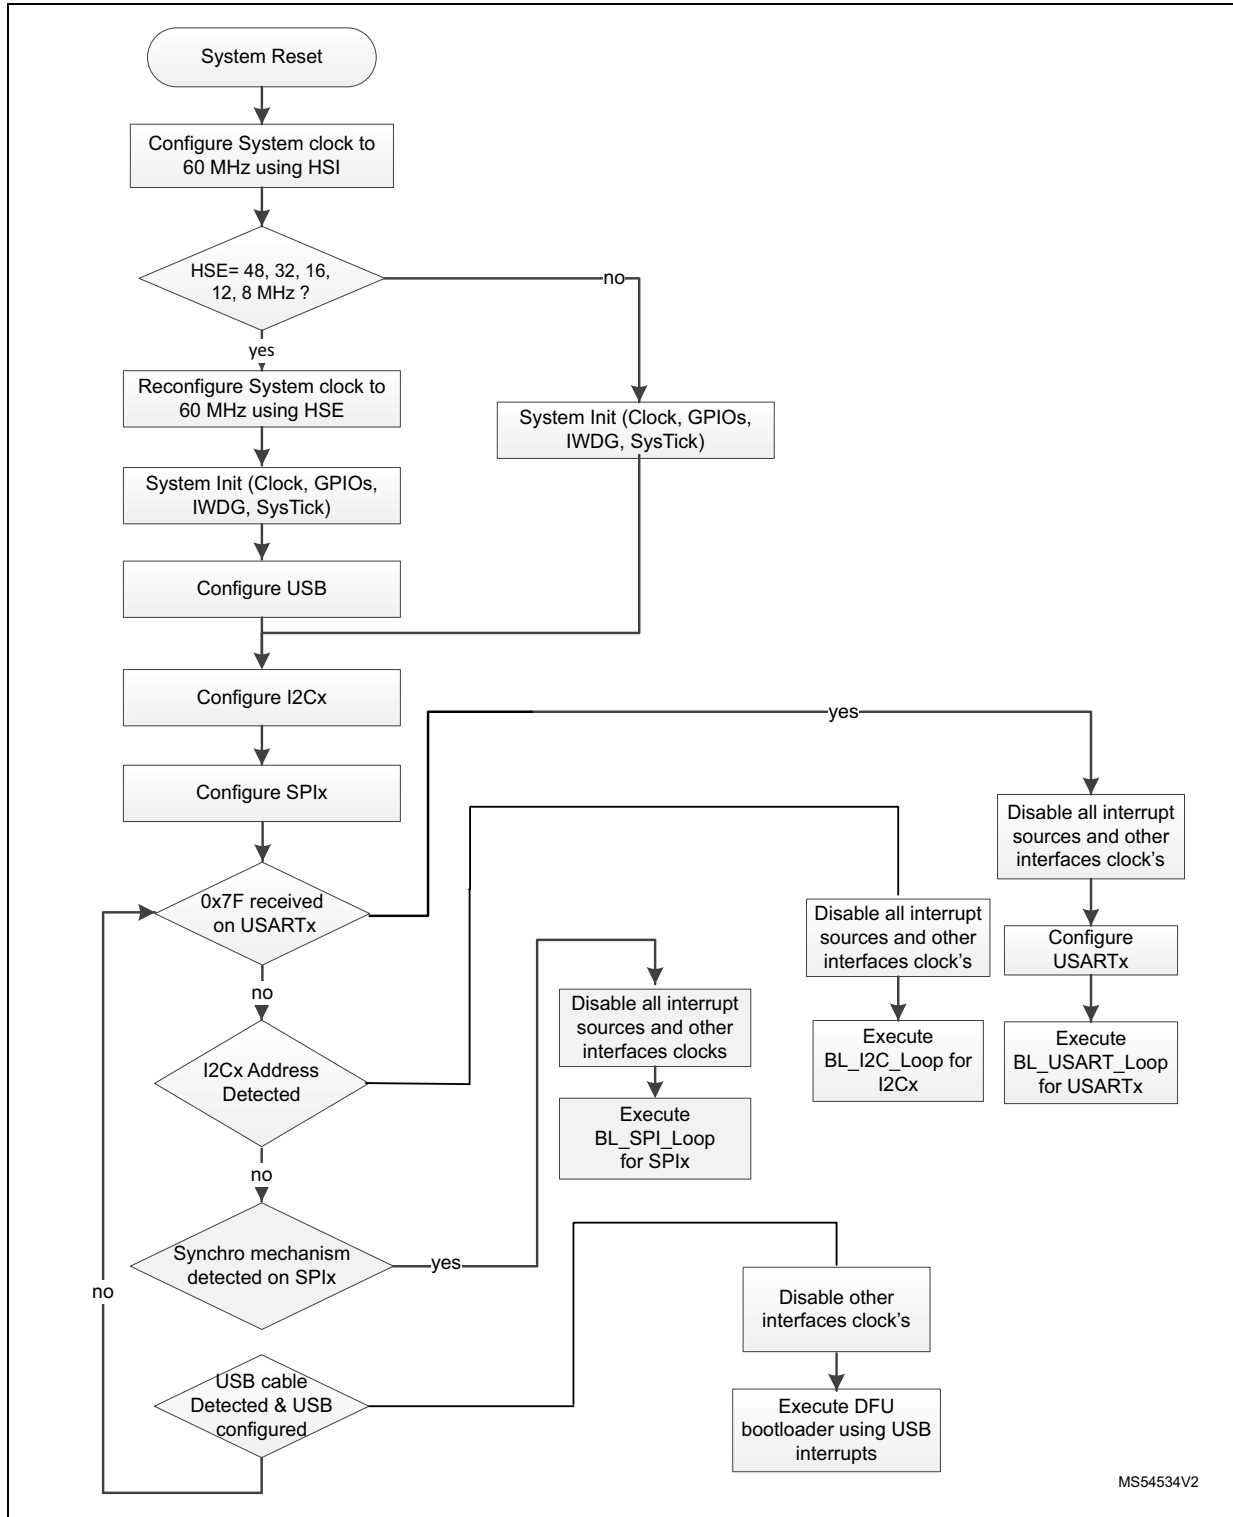 System Reset
Configure System clock to
60 MHz using HSI
HSE= 48, 32, 16,
12, 8 MHz ?
no
yes
Reconfigure System clock to
60 MHz using HSE
System Init (Clock, GPIOs,
IWDG, SysTick)
System Init (Clock, GPIOs,
IWDG, SysTick)
Configure USB
Configure I2Cx
Configure SPIx
yes
Disable all interrupt
sources and other
interfaces clock's
0x7F received
on USARTx
Disable all interrupt
sources and other
interfaces clock's
Configure
USARTx
no
Disable all interrupt
sources and other
interfaces clocks
I2Cx Address
Detected
Execute
BL_I2C_Loop for
I2Cx
Execute
BL_USART_Loop
for USARTx
Execute
BL_SPI_Loop
for SPIx
no
Synchro mechanism
detected on SPIx
yes
no
Disable other
interfaces clock's
USB cable
Detected & USB
configured
Execute DFU
bootloader using USB
interrupts
MS54534V2